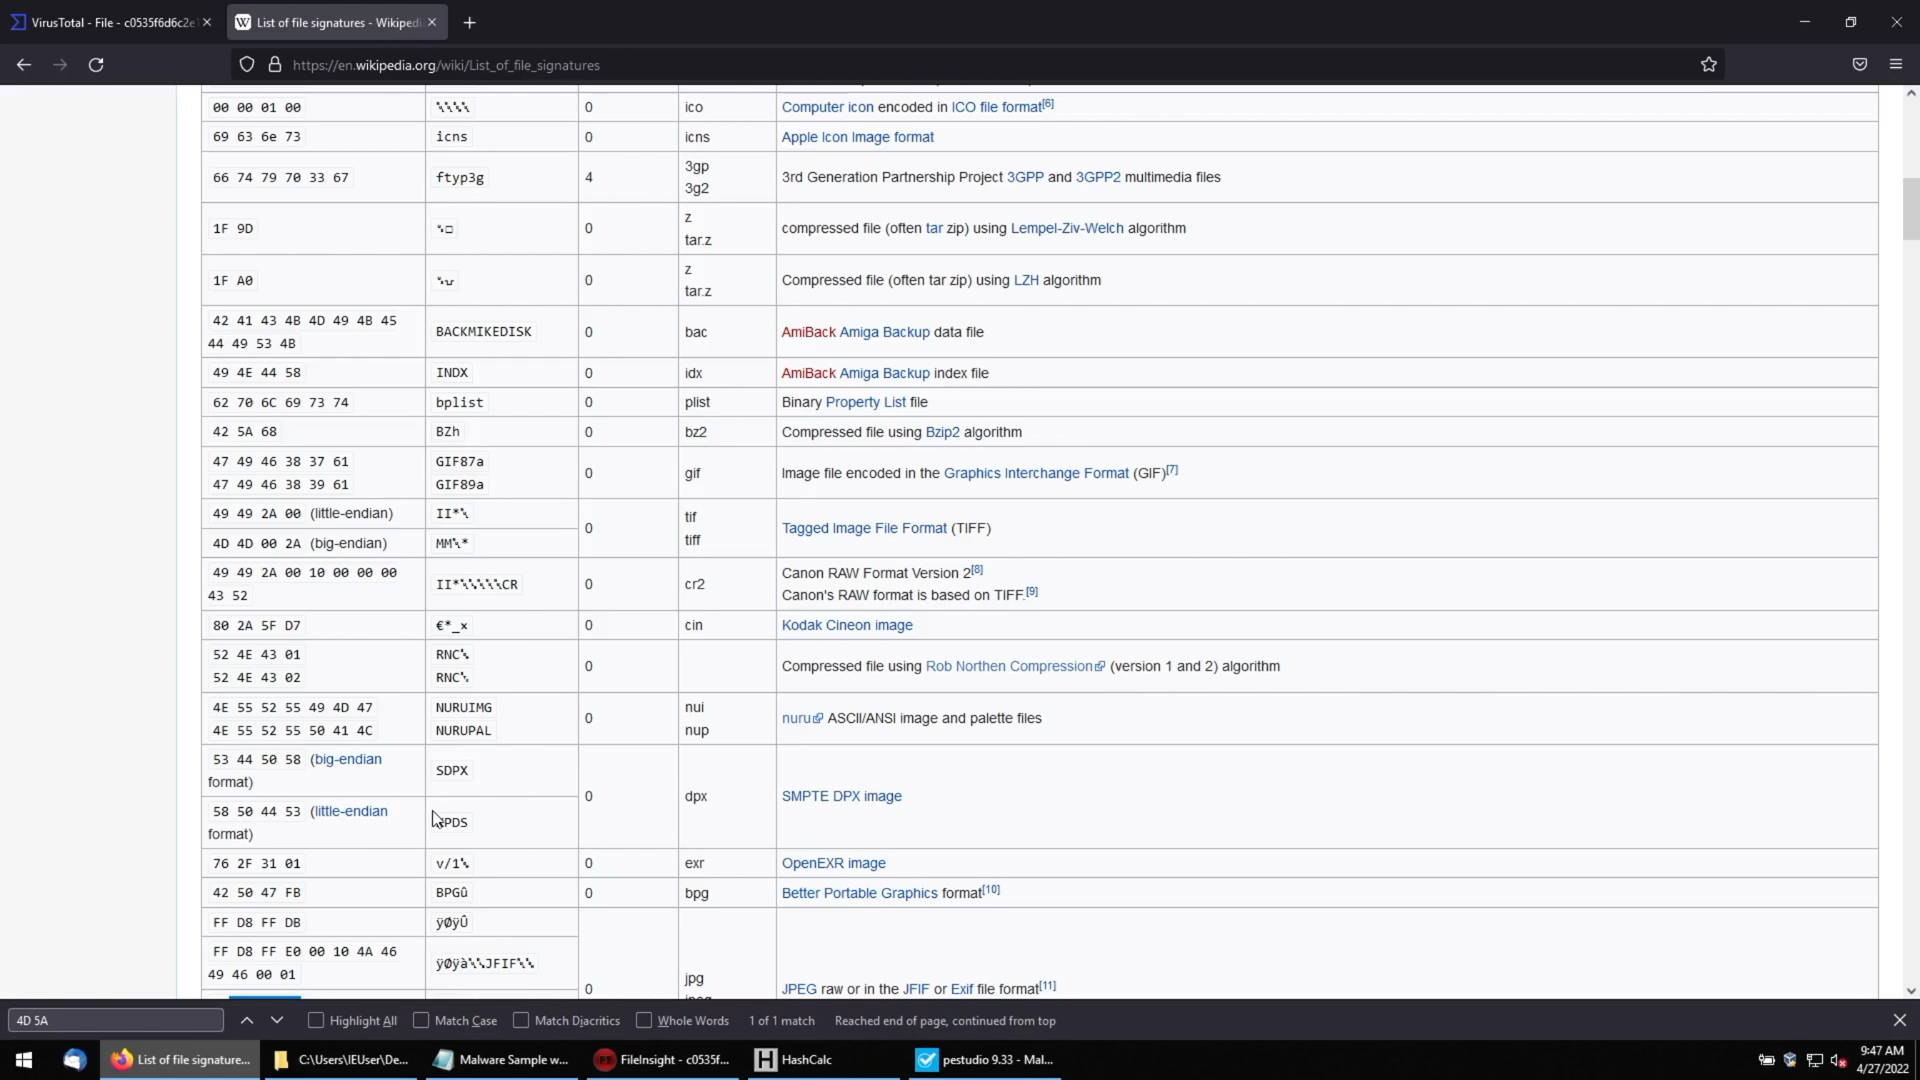 VirusTotal - File - c0535f6d6c2e
List of file signatures - Wikipedi
https://en.wikipedia.org/wiki/List_of_file_signatures
00 00 01 00 ␀␀␁␀ 0 ico Computer icon encoded in ICO file format[6]
69 63 6e 73 icns 0 icns Apple Icon Image format
66 74 79 70 33 67 ftyp3g 4 3gp 3g2 3rd Generation Partnership Project 3GPP and 3GPP2 multimedia files
1F 9D 0 z tar.z compressed file (often tar zip) using Lempel-Ziv-Welch algorithm
1F A0 0 z tar.z Compressed file (often tar zip) using LZH algorithm
42 41 43 4B 4D 49 4B 45
44 49 53 4B BACKMIKEDISK 0 bac AmiBack Amiga Backup data file
49 4E 44 58 INDX 0 idx AmiBack Amiga Backup index file
62 70 6C 69 73 74 bplist 0 plist Binary Property List file
42 5A 68 BZh 0 bz2 Compressed file using Bzip2 algorithm
47 49 46 38 37 61 GIF87a
47 49 46 38 39 61 GIF89a 0 gif Image file encoded in the Graphics Interchange Format (GIF)[7]
49 49 2A 00 (little-endian) II*␀
4D 4D 00 2A (big-endian) MM␀* 0 tif tiff Tagged Image File Format (TIFF)
49 49 2A 00 10 00 00 00
43 52 II*␀␐␀␀␀CR 0 cr2 Canon RAW Format Version 2[8]
Canon's RAW format is based on TIFF.[9]
80 2A 5F D7 €*_x 0 cin Kodak Cineon image
52 4E 43 01 RNC␁
52 4E 43 02 RNC␂ 0 Compressed file using Rob Northen Compression (version 1 and 2) algorithm
4E 55 52 55 49 4D 47 NURUIMG nui
4E 55 52 55 50 41 4C NURUPAL nup 0 nuru ASCII/ANSI image and palette files
53 44 50 58 (big-endian
format) SDPX
58 50 44 53 (little-endian
format) PDS 0 dpx SMPTE DPX image
76 2F 31 01 v/1␁ 0 exr OpenEXR image
42 50 47 FB BPGû 0 bpg Better Portable Graphics format[10]
FF D8 FF DB ÿØÿÛ
FF D8 FF E0 00 10 4A 46
49 46 00 01 ÿØÿà␀␐JFIF␀␁
0 jpg JPEG raw or in the JFIF or Exif file format[11]
4D 5A Highlight All Match Case Match Diacritics Whole Words 1 of 1 match Reached end of page, continued from top
List of file signature... C:\Users\IEUser\De... Malware Sample w... FileInsight - c0535f... HashCalc pestudio 9.33 - Mal...
9:47 AM
4/27/2022